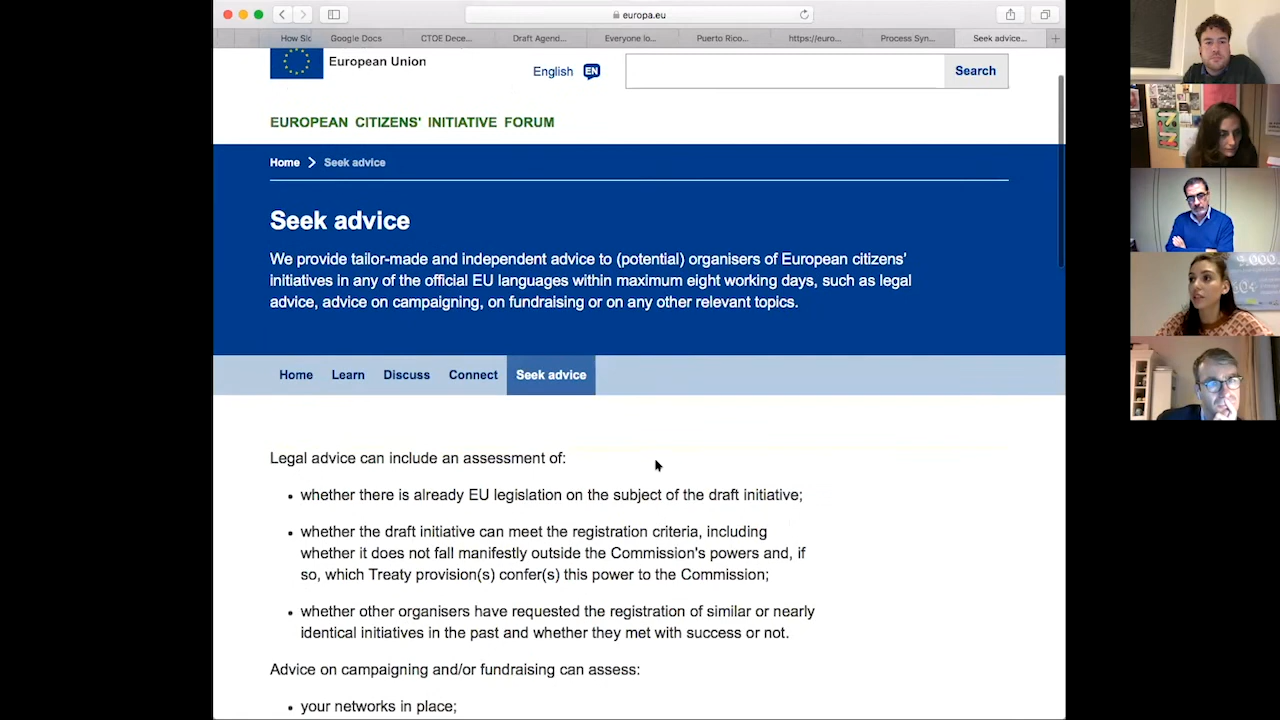 europa.eu
How Sic
Google Docs
CTOE Dece...
Draft Agend...
Everyone lo...
Puerto Rico...
https://euro...
Process Syn...
Seek advice...
European Union
English EN
Search
EUROPEAN CITIZENS' INITIATIVE FORUM
Home > Seek advice
Seek advice
We provide tailor-made and independent advice to (potential) organisers of European citizens'
initiatives in any of the official EU languages within maximum eight working days, such as legal
advice, advice on campaigning, on fundraising or on any other relevant topics.
Home Learn Discuss Connect Seek advice
Legal advice can include an assessment of:
• whether there is already EU legislation on the subject of the draft initiative;
• whether the draft initiative can meet the registration criteria, including
whether it does not fall manifestly outside the Commission's powers and, if
so, which Treaty provision(s) confer(s) this power to the Commission;
• whether other organisers have requested the registration of similar or nearly
identical initiatives in the past and whether they met with success or not.
Advice on campaigning and/or fundraising can assess:
• your networks in place;